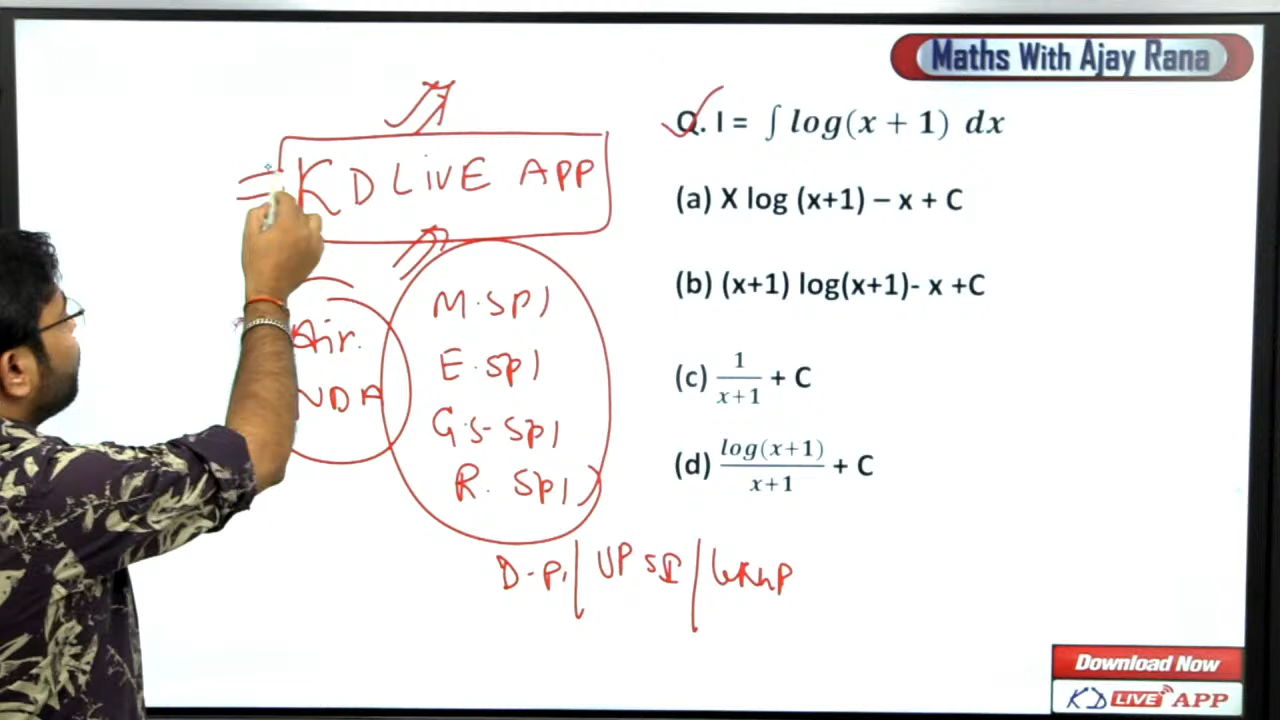 Maths With Ajay Rana
KD LiVE APP
Air.
NDA
M.SPl
E.SPl
G.S-SPl
R.SPl
D-P. | UP SI |
Q. I = ∫ log(x + 1) dx
(a) X log (x+1) – x + C
(b) (x+1) log(x+1)- x +C
(c) 1/(x+1) + C
(d) log(x+1)/(x+1) + C
Download Now
KD LIVE APP